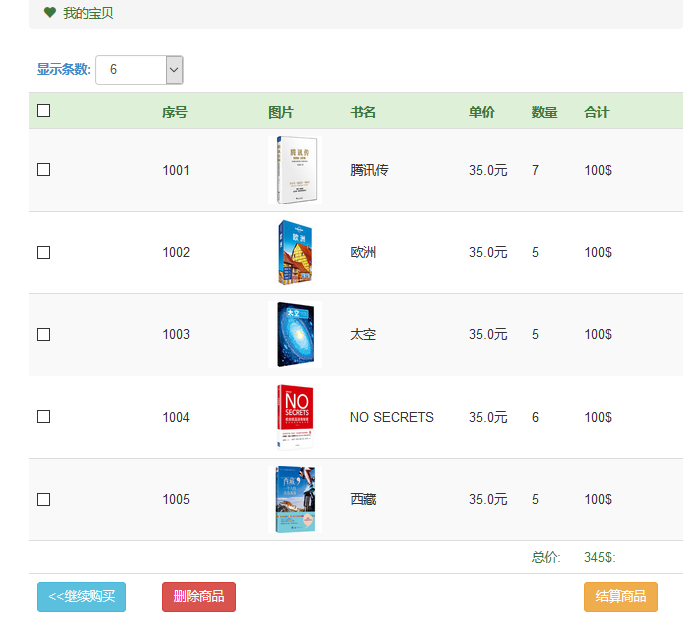 我的宝贝
显示条数: 6
序号 图片 书名 单价 数量 合计
1001 腾讯传 腾讯传 35.0元 7 100$
1002 欧洲 欧洲 35.0元 5 100$
1003 太空 太空 35.0元 5 100$
1004 NO SECRETS NO SECRETS 35.0元 6 100$
1005 西藏 西藏 35.0元 5 100$
总价: 345$:
<<继续购买 删除商品 结算商品